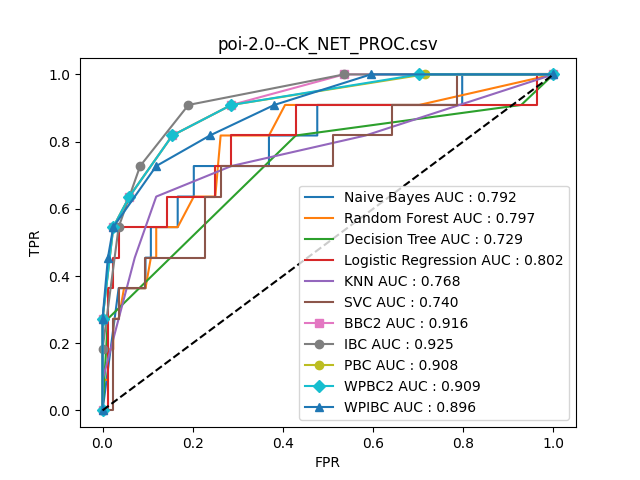 poi-2.0--CK_NET_PROC.csv
1.0
0.8
0.6
0.4
0.2
0.0
TPR
Naive Bayes AUC : 0.792
Random Forest AUC : 0.797
Decision Tree AUC : 0.729
Logistic Regression AUC : 0.802
KNN AUC : 0.768
SVC AUC : 0.740
BBC2 AUC : 0.916
IBC AUC : 0.925
PBC AUC : 0.908
WPBC2 AUC : 0.909
WPIBC AUC : 0.896
0.0 0.2 0.4 0.6 0.8 1.0
FPR